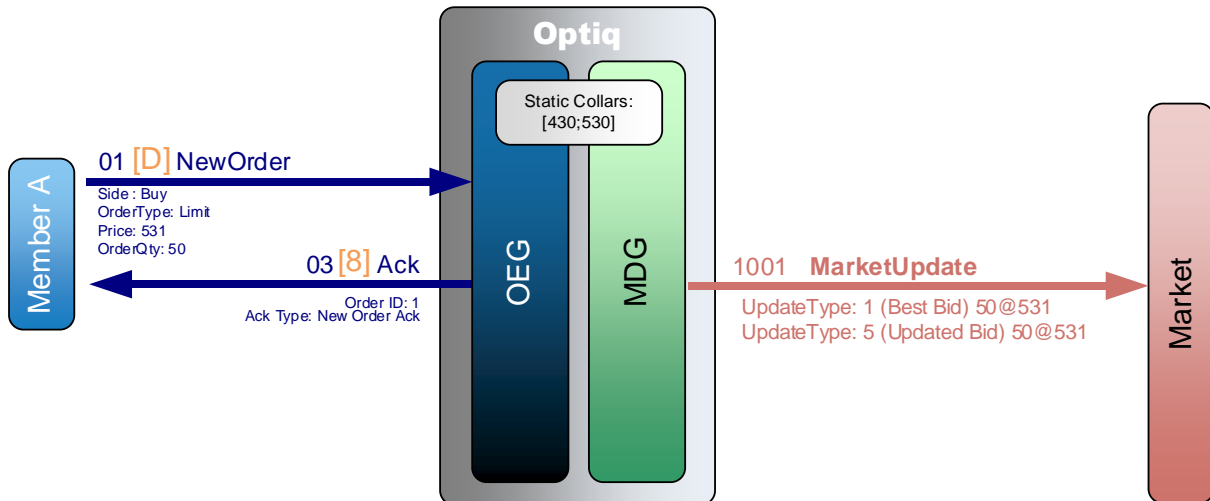 Optiq
Static Collars:
[430;530]
Member A
01 [D] NewOrder
Side : Buy
OrderType: Limit
Price: 531
OrderQty: 50
03 [8] Ack
Order ID: 1
Ack Type: New Order Ack
OEG
MDG
1001 MarketUpdate
UpdateType: 1 (Best Bid) 50@531
UpdateType: 5 (Updated Bid) 50@531
Market